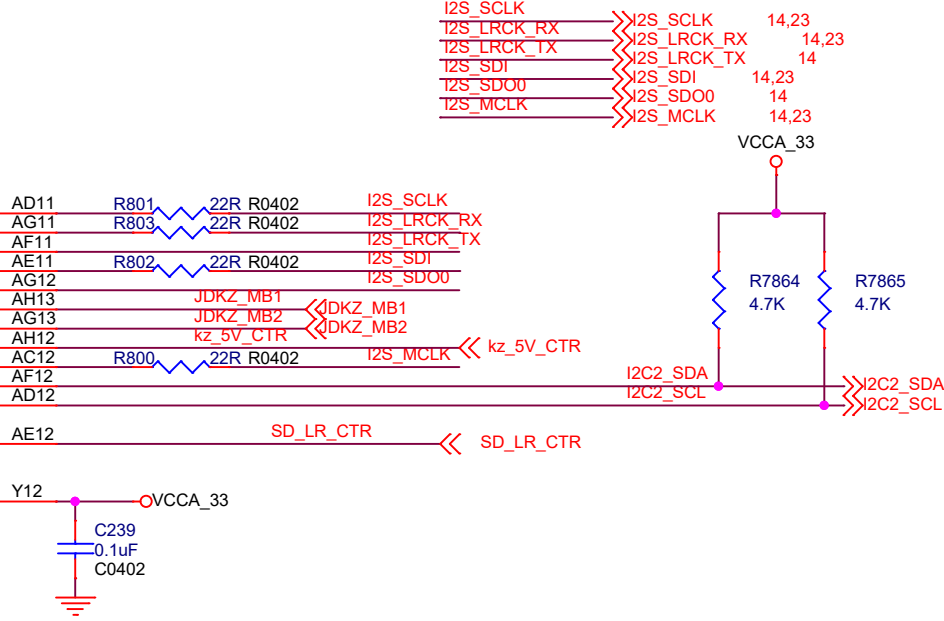 I2S_SCLK
I2S_SCLK 14,23
I2S_LRCK_RX
I2S_LRCK_RX 14,23
I2S_LRCK_TX
I2S_LRCK_TX 14
I2S_SDI
I2S_SDI 14,23
I2S_SDO0
I2S_SDO0 14
I2S_MCLK
I2S_MCLK 14,23
VCCA_33
AD11 R801 22R R0402 I2S_SCLK
AG11 R803 22R R0402 I2S_LRCK_RX
AF11 I2S_LRCK_TX
AE11 R802 22R R0402 I2S_SDI
AG12 I2S_SDO0
AH13 JDKZ_MB1 JDKZ_MB1
AG13 JDKZ_MB2 JDKZ_MB2
AH12 kz_5V_CTR kz_5V_CTR
AC12 R800 22R R0402 I2S_MCLK
R7864 R7865
4.7K 4.7K
AF12 I2C2_SDA I2C2_SDA
AD12 I2C2_SCL I2C2_SCL
AE12 SD_LR_CTR SD_LR_CTR
Y12 VCCA_33
C239
0.1uF
C0402